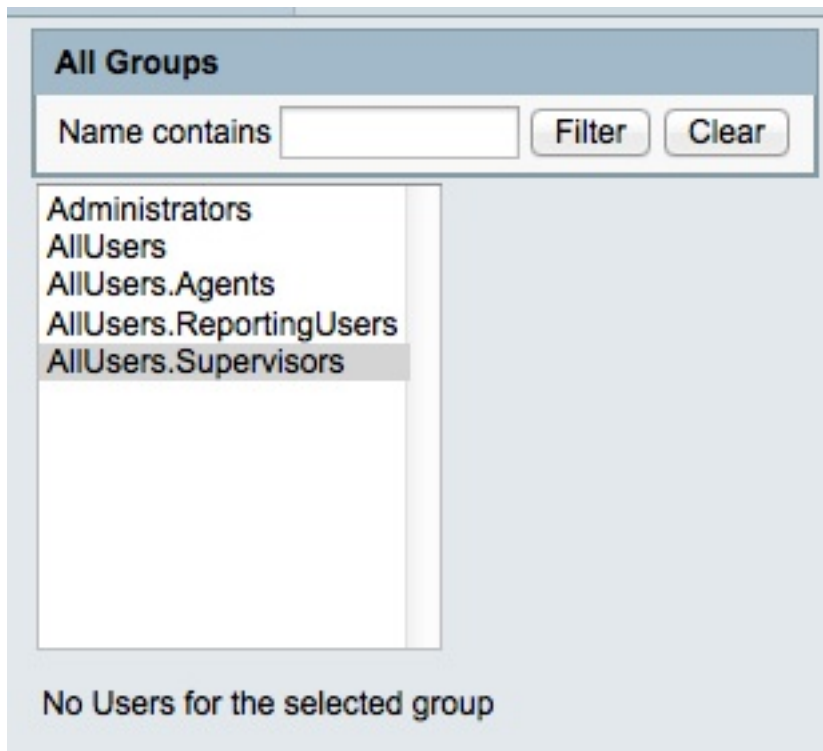 All Groups
Name contains Filter Clear
Administrators
AllUsers
AllUsers.Agents
AllUsers.ReportingUsers
AllUsers.Supervisors
No Users for the selected group